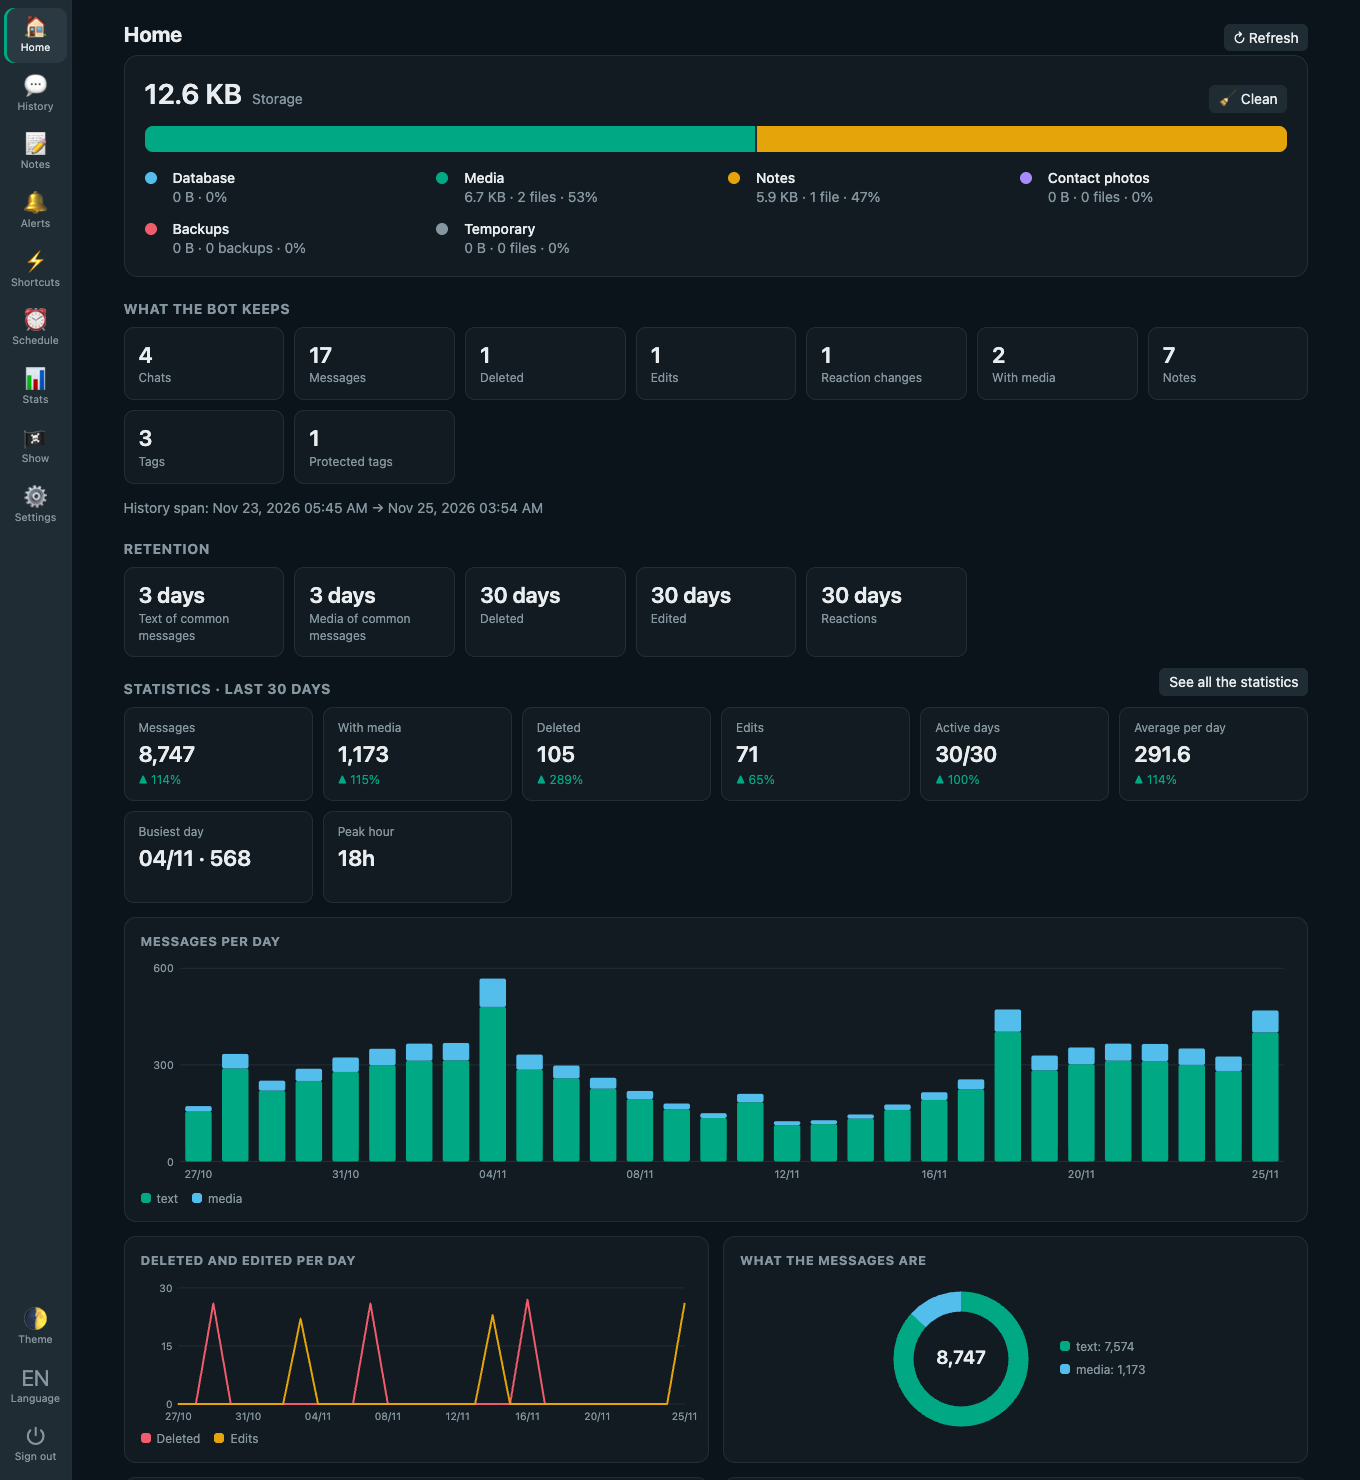 Home
History
Notes
Alerts
Shortcuts
Schedule
Stats
Show
Settings
Theme
EN
Language
Sign out
Home
Refresh
12.6 KB Storage
Clean
Database
0 B · 0%
Media
6.7 KB · 2 files · 53%
Notes
5.9 KB · 1 file · 47%
Contact photos
0 B · 0 files · 0%
Backups
0 B · 0 backups · 0%
Temporary
0 B · 0 files · 0%
WHAT THE BOT KEEPS
4
Chats
17
Messages
1
Deleted
1
Edits
1
Reaction changes
2
With media
7
Notes
3
Tags
1
Protected tags
History span: Nov 23, 2026 05:45 AM → Nov 25, 2026 03:54 AM
RETENTION
3 days
Text of common
messages
3 days
Media of common
messages
30 days
Deleted
30 days
Edited
30 days
Reactions
STATISTICS · LAST 30 DAYS
See all the statistics
Messages
8,747
▲ 114%
With media
1,173
▲ 115%
Deleted
105
▲ 289%
Edits
71
▲ 65%
Active days
30/30
▲ 100%
Average per day
291.6
▲ 114%
Busiest day
04/11 · 568
Peak hour
18h
MESSAGES PER DAY
600
300
0
27/10 31/10 04/11 08/11 12/11 16/11 20/11 25/11
text media
DELETED AND EDITED PER DAY
30
15
0
27/10 31/10 04/11 08/11 12/11 16/11 20/11 25/11
Deleted Edits
WHAT THE MESSAGES ARE
8,747
text: 7,574
media: 1,173